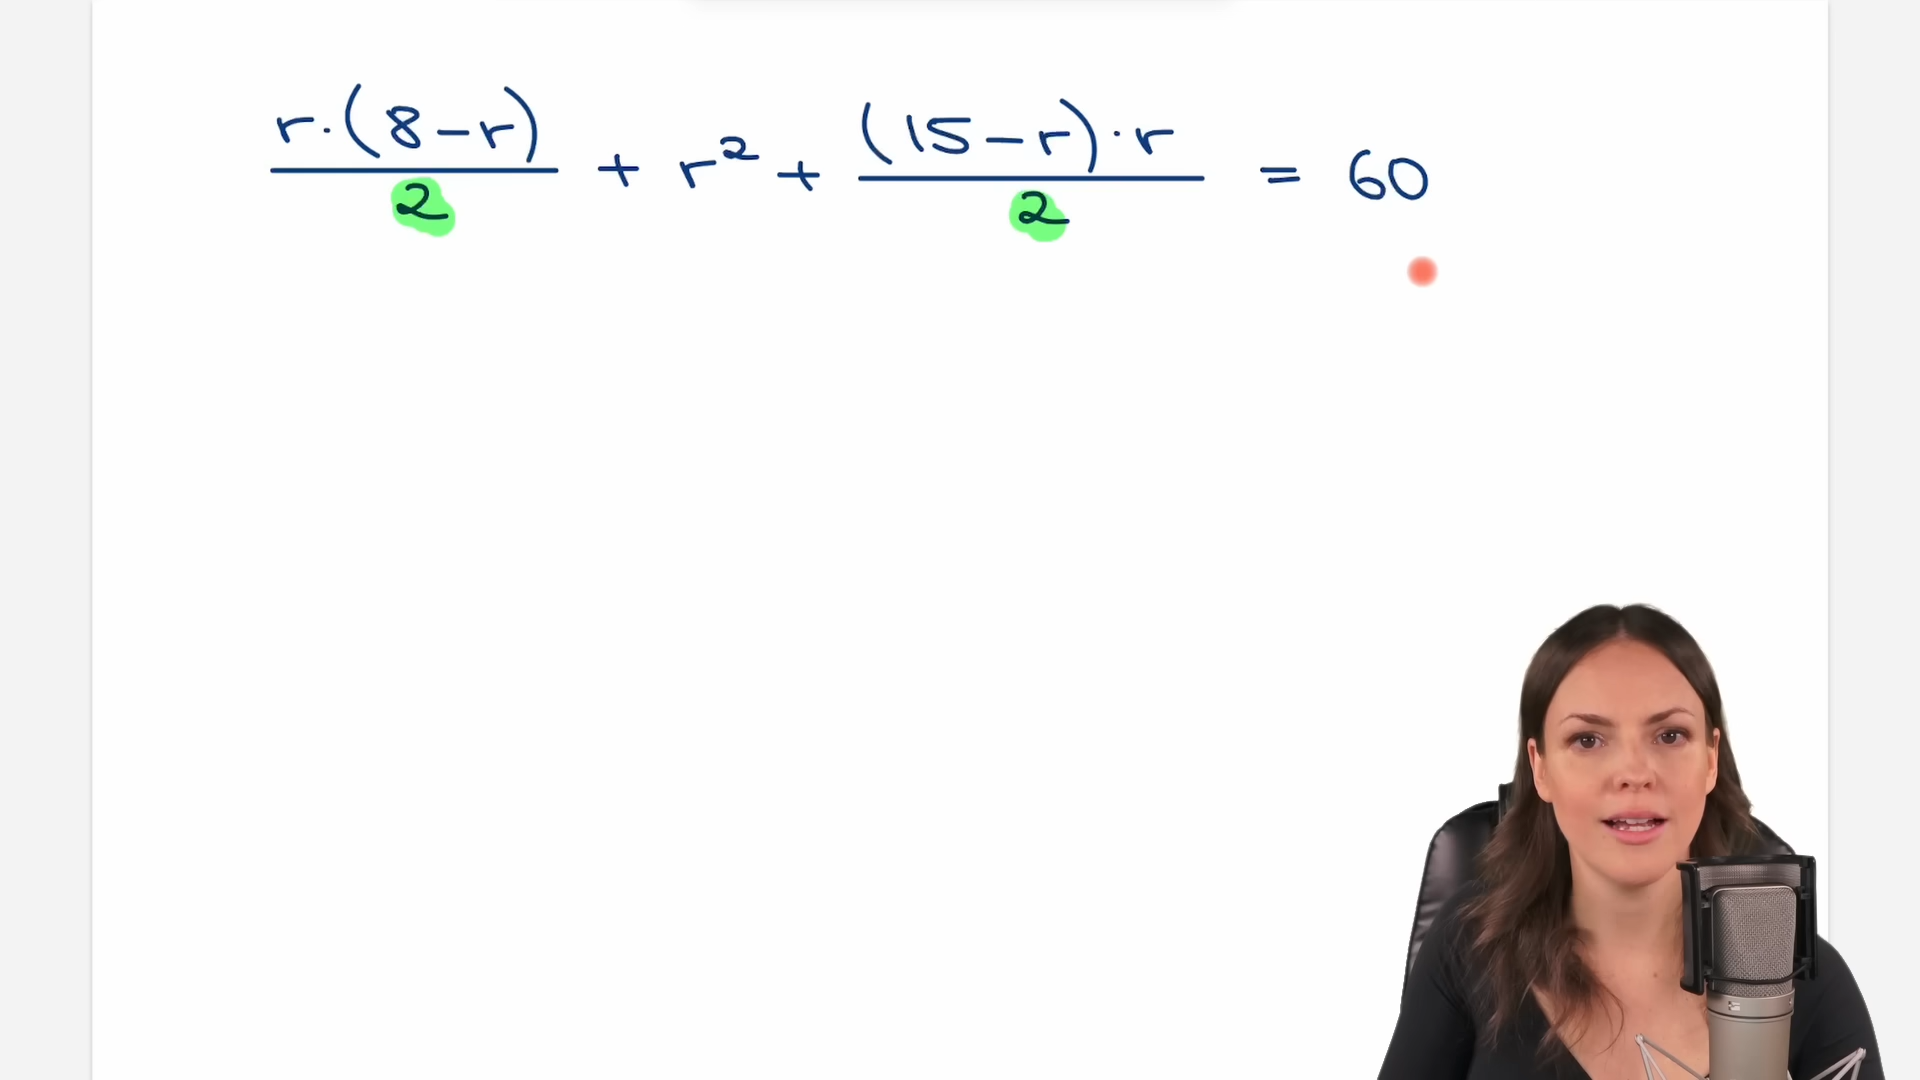 r·(8−r)/2 + r² + (15−r)·r/2 = 60